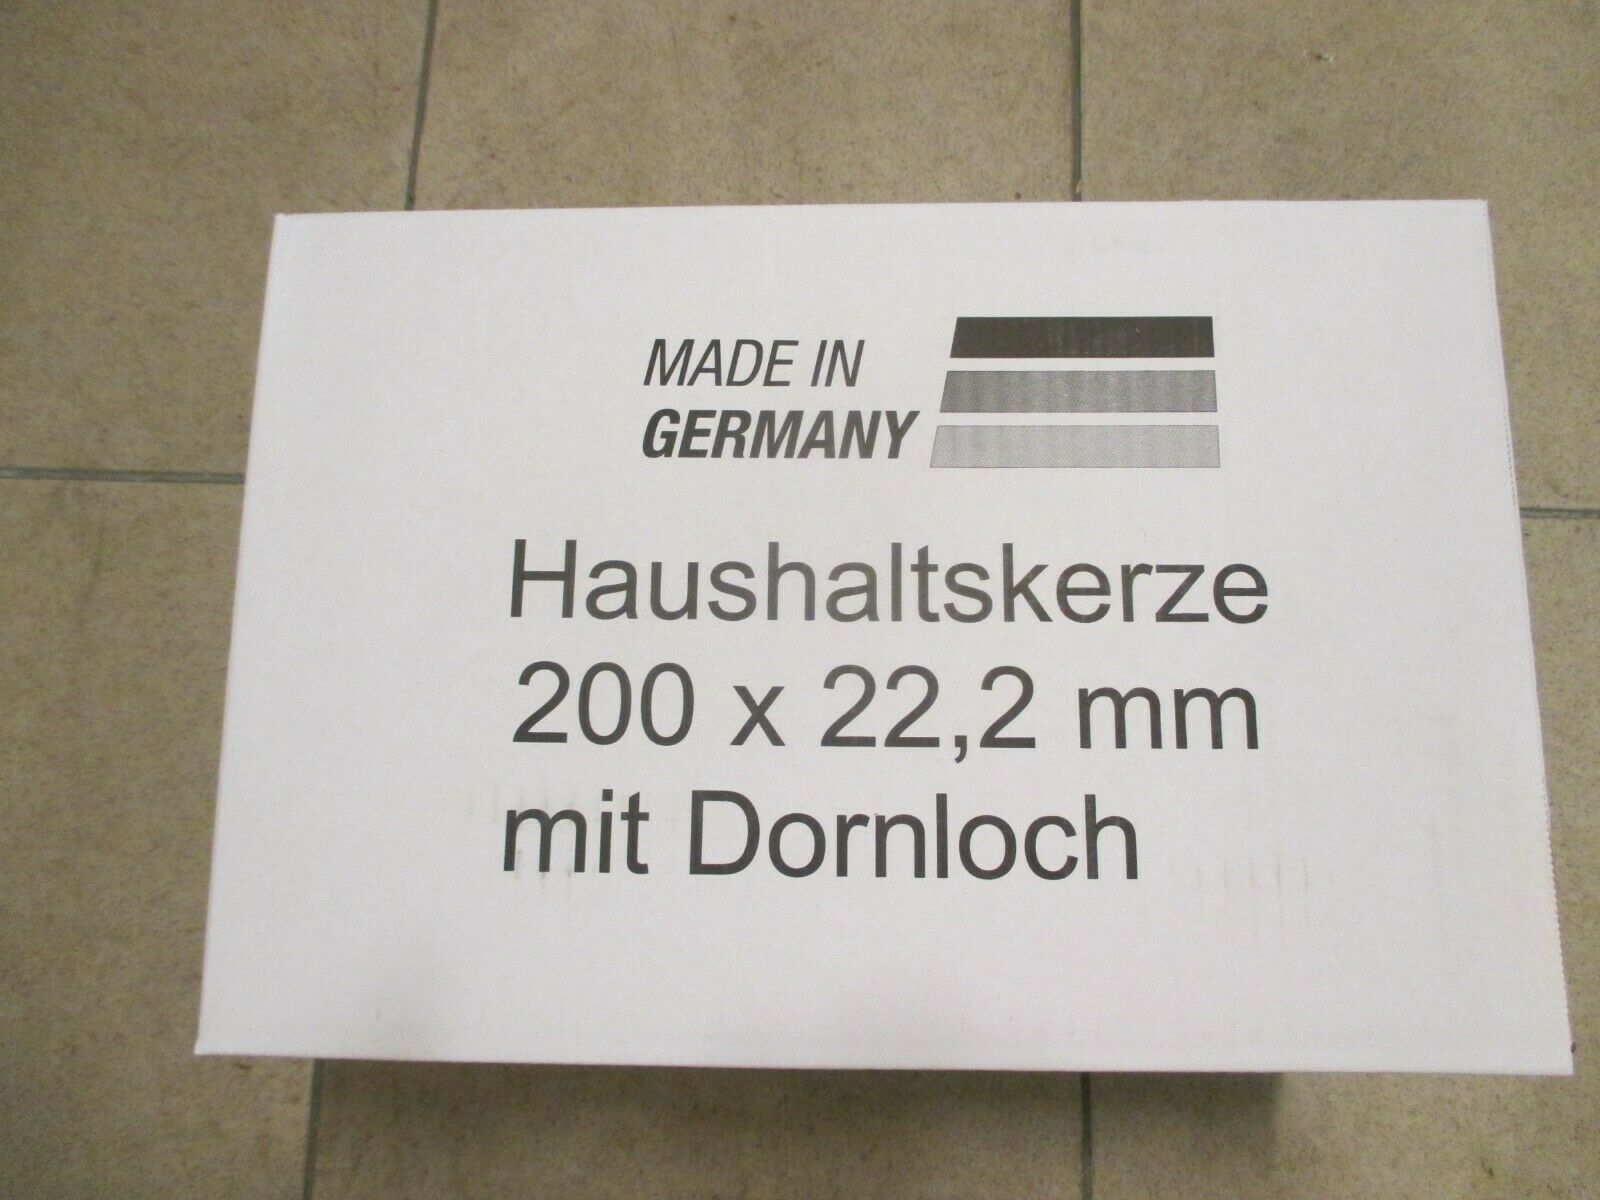 MADE IN
GERMANY
Haushaltskerze
200 x 22,2 mm
mit Dornloch